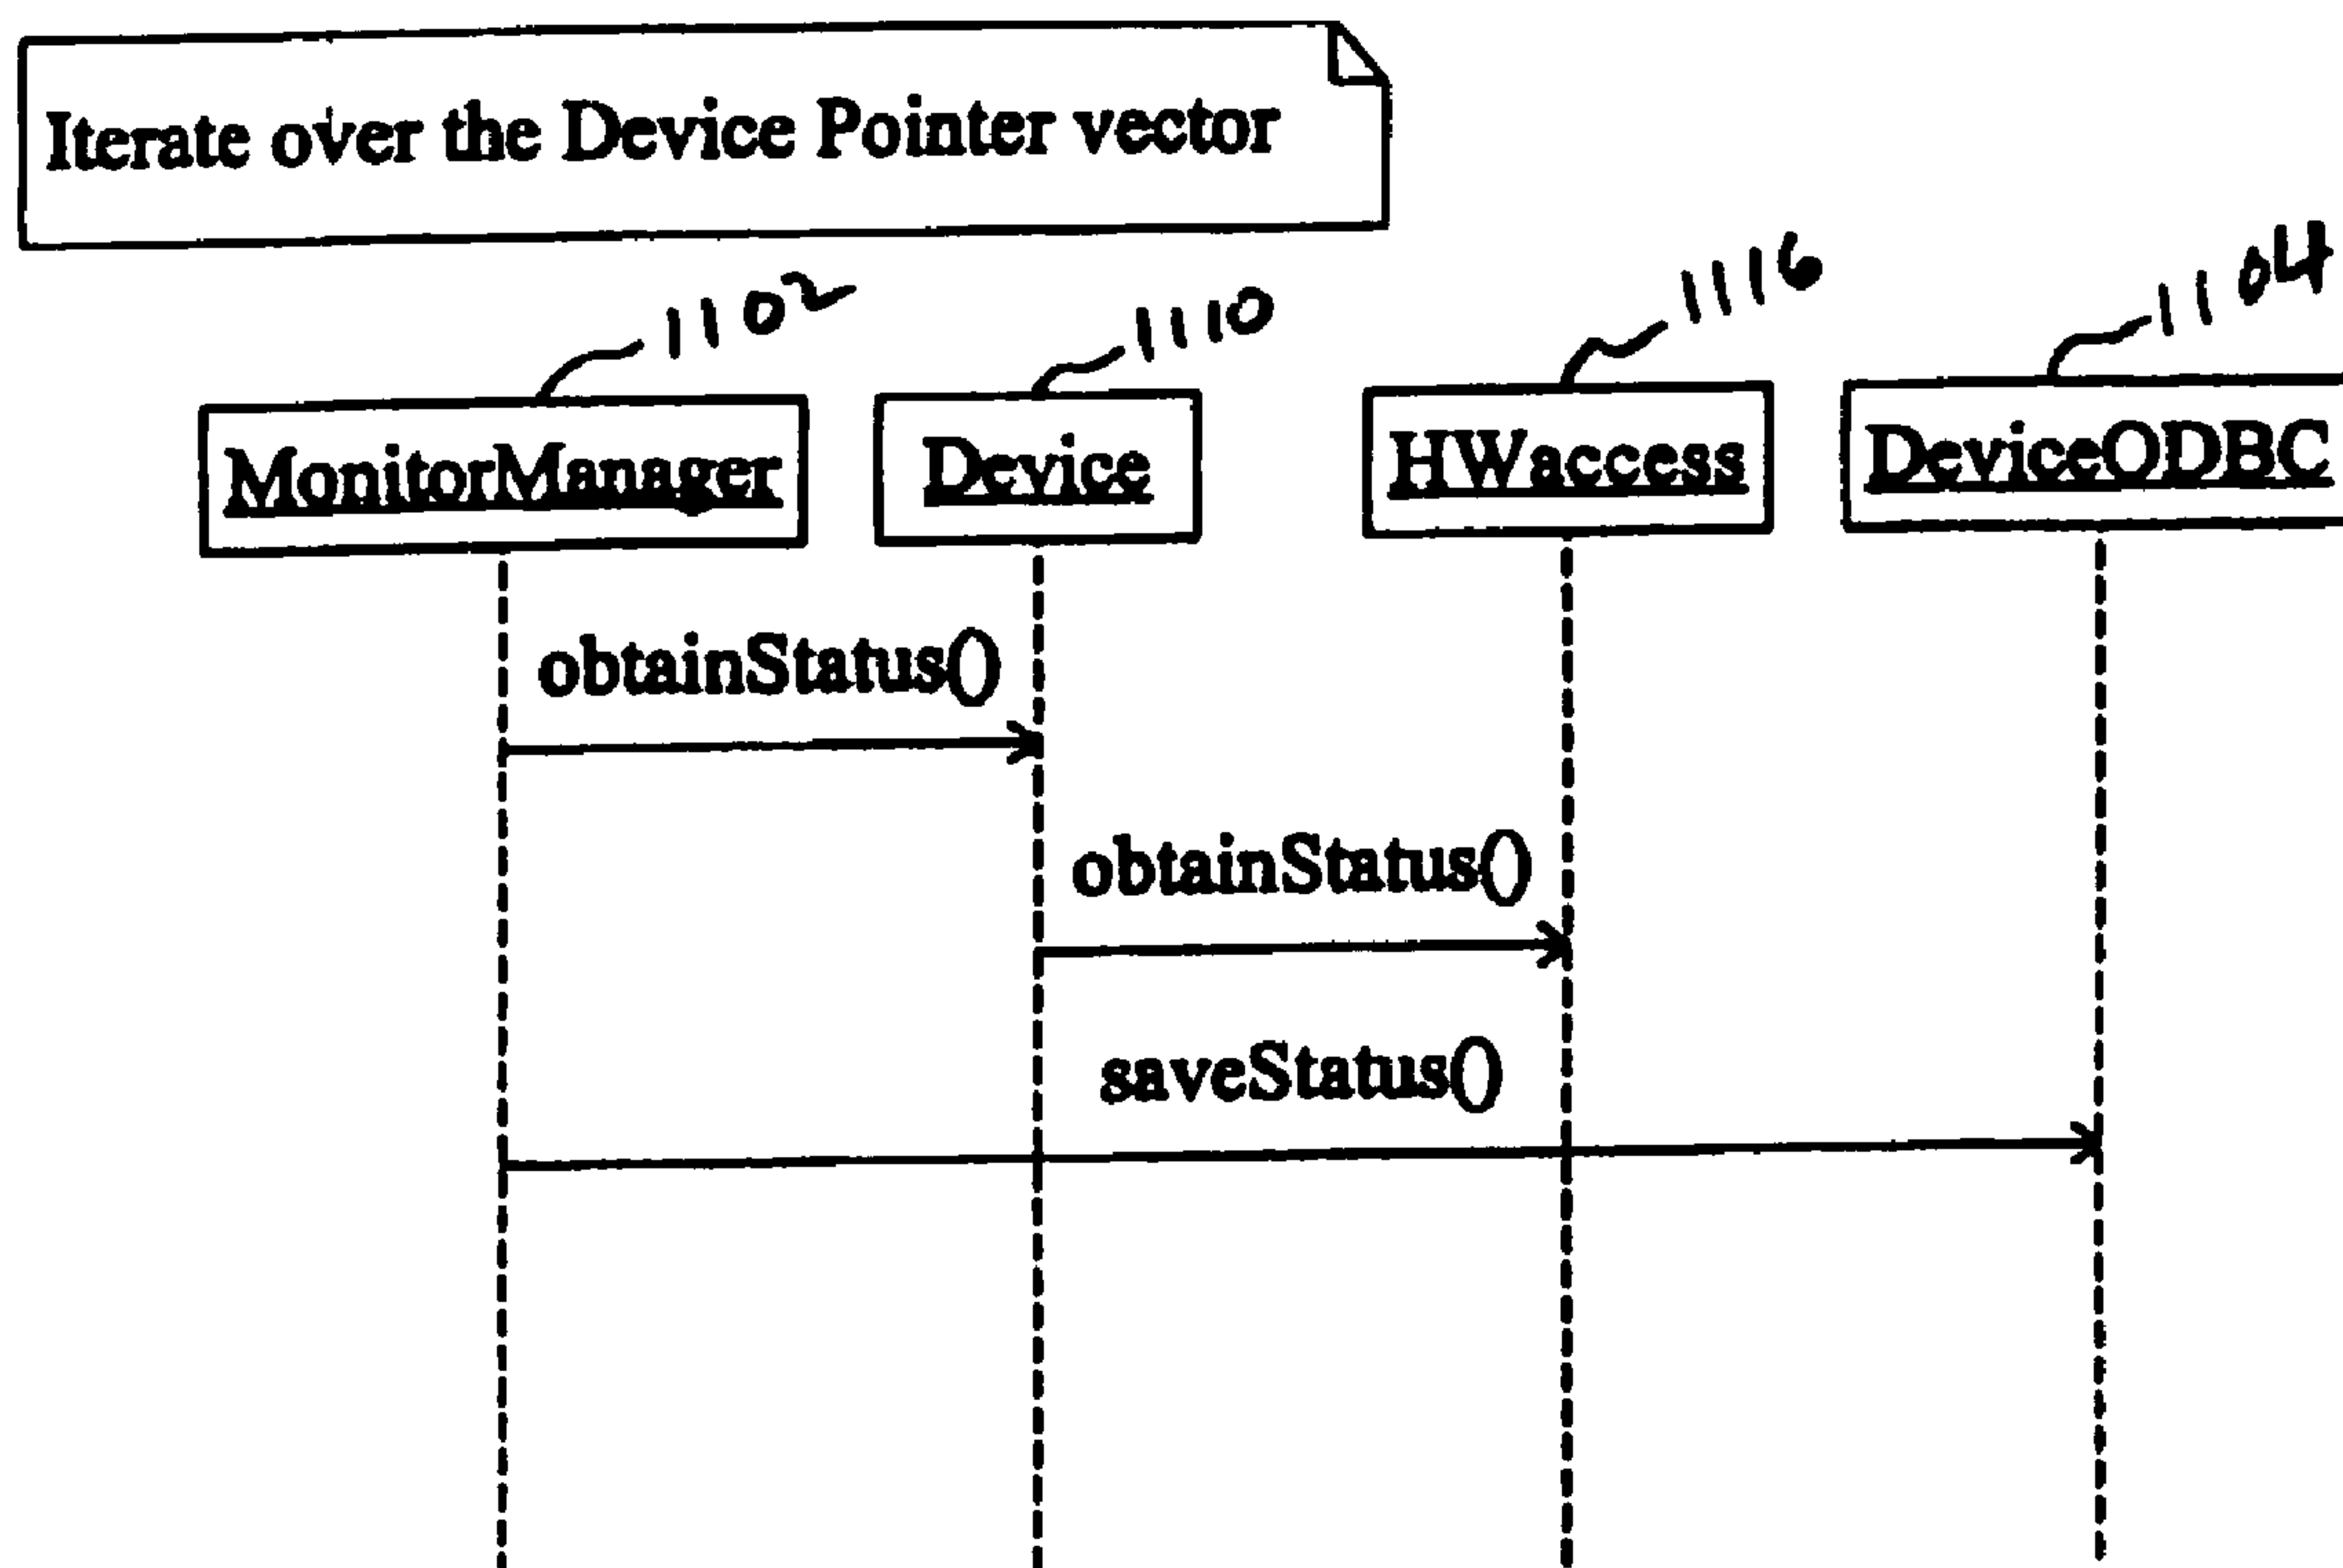 Iterate over the Device Pointer vector
1102
1110
1116
1104
MonitorManager
Device
HWaccess
DeviceODBC
obtainStatus()
obtainStatus()
saveStatus()